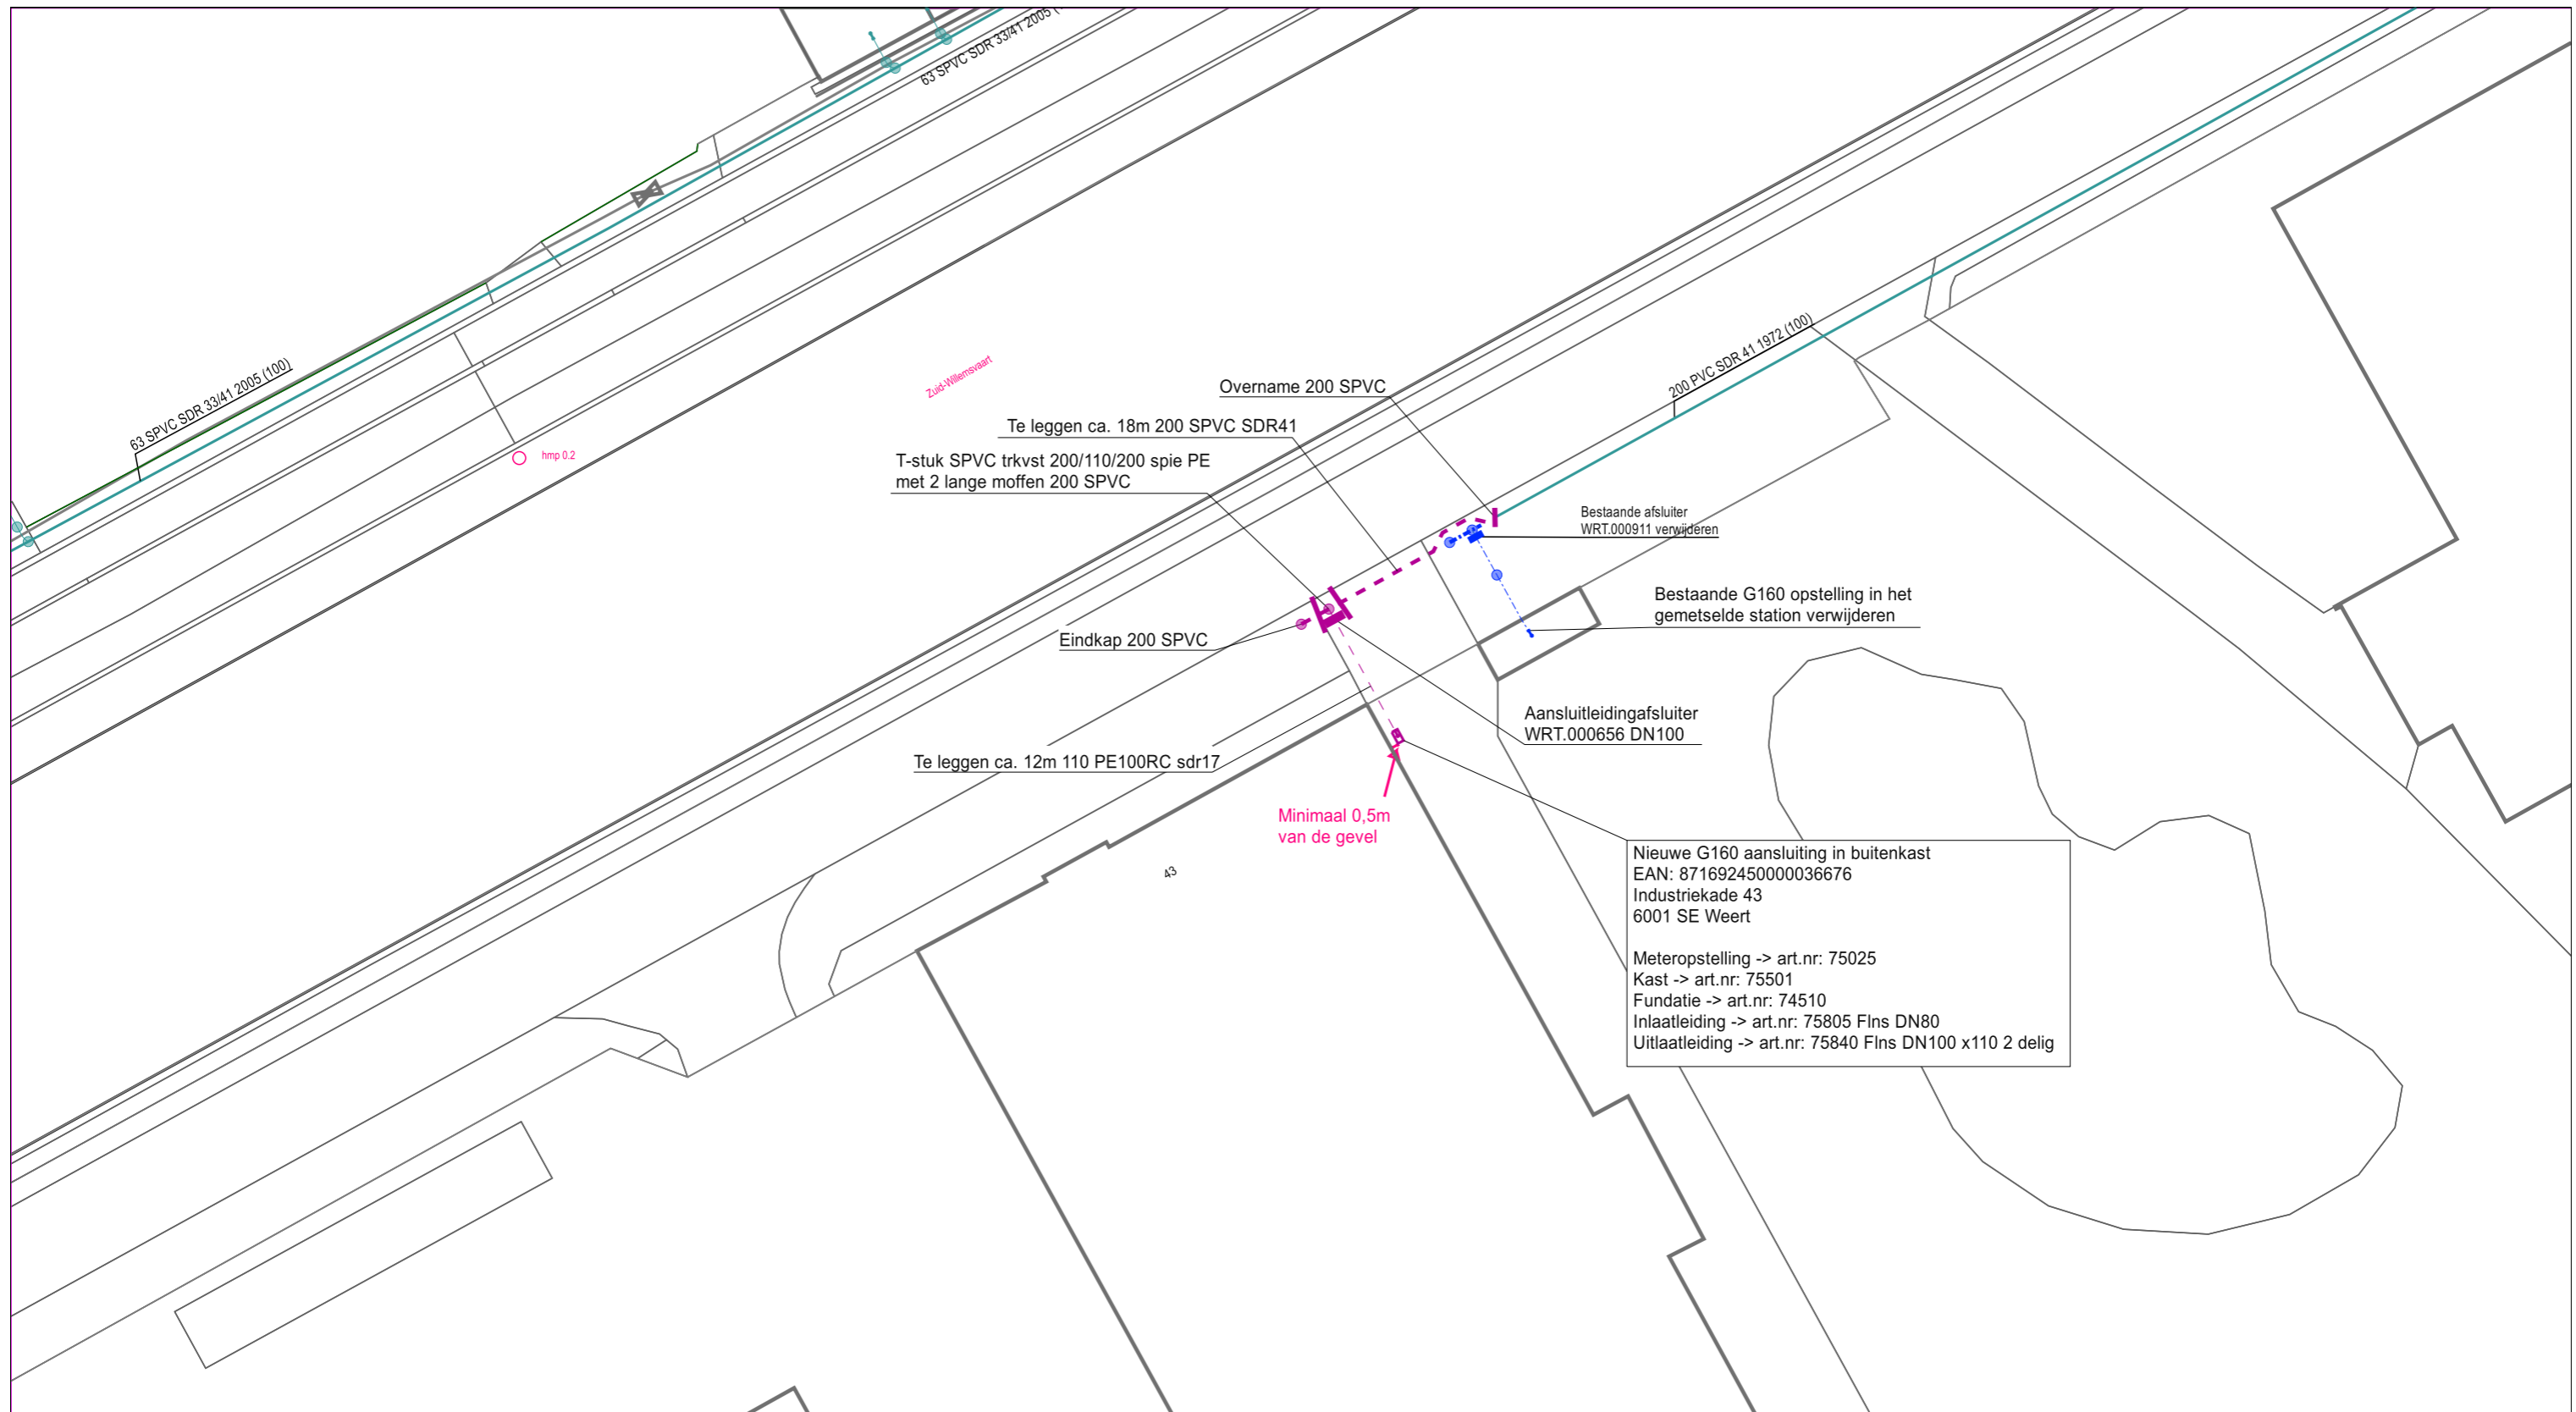 63 SPVC SDR 33/41 2005 (
63 SPVC SDR 33/41 2005 (100)
Zuid-Willemsvaart
hmp 0.2
200 PVC SDR 41 1972 (100)
Overname 200 SPVC
Te leggen ca. 18m 200 SPVC SDR41
T-stuk SPVC trkvst 200/110/200 spie PE
met 2 lange moffen 200 SPVC
Bestaande afsluiter
WRT.000911 verwijderen
Bestaande G160 opstelling in het
gemetselde station verwijderen
Eindkap 200 SPVC
Aansluitleidingafsluiter
WRT.000656 DN100
Te leggen ca. 12m 110 PE100RC sdr17
Minimaal 0,5m
van de gevel
43
Nieuwe G160 aansluiting in buitenkast
EAN: 871692450000036676
Industriekade 43
6001 SE Weert
Meteropstelling -> art.nr: 75025
Kast -> art.nr: 75501
Fundatie -> art.nr: 74510
Inlaatleiding -> art.nr: 75805 Flns DN80
Uitlaatleiding -> art.nr: 75840 Flns DN100 x110 2 delig